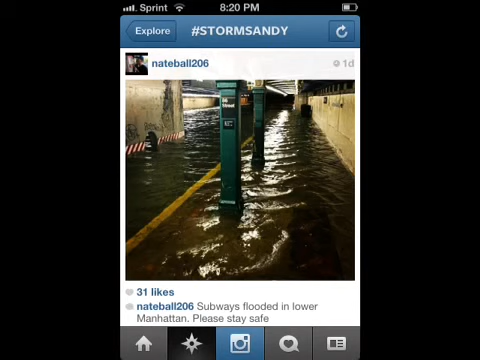 Sprint 8:20 PM
Explore #STORMSANDY
nateball206 1d
Street
31 likes
nateball206 Subways flooded in lower
Manhattan. Please stay safe